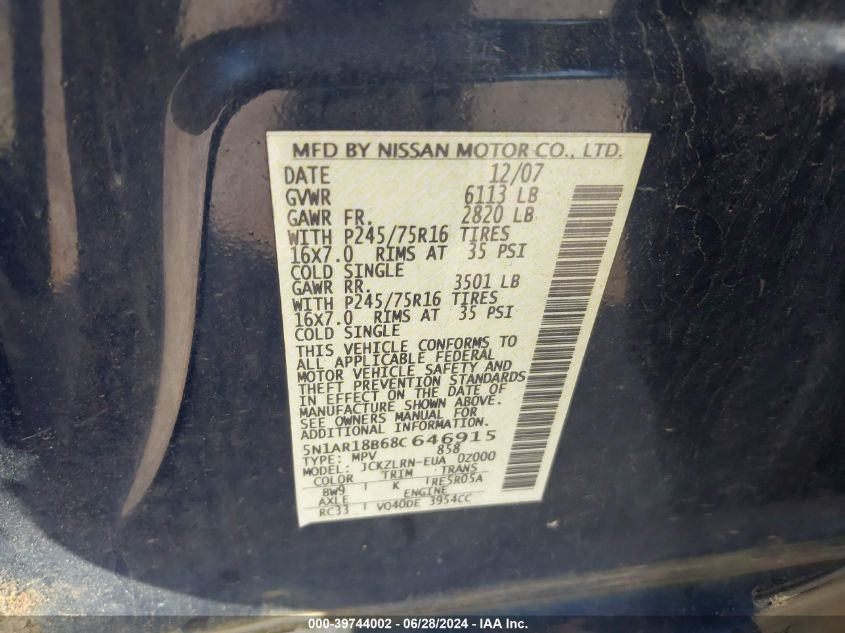 MFD BY NISSAN MOTOR CO., LTD.
DATE 12/07
GVWR 6113 LB
GAWR FR. 2820 LB
WITH P245/75R16 TIRES
16X7.0 RIMS AT 35 PSI
COLD SINGLE
GAWR RR. 3501 LB
WITH P245/75R16 TIRES
16X7.0 RIMS AT 35 PSI
COLD SINGLE
THIS VEHICLE CONFORMS TO
ALL APPLICABLE FEDERAL
MOTOR VEHICLE SAFETY AND
THEFT PREVENTION STANDARDS
IN EFFECT ON THE DATE OF
MANUFACTURE SHOWN ABOVE.
SEE OWNERS MANUAL FOR
ADDITIONAL INFORMATION.
5N1AR18B68C646915
TYPE: MPV 858
MODEL: JCKZLRN-EUA 0Z000
COLOR TRIM TRANS
BW9 K RE5R05A
AXLE ENGINE
RC33 VQ40DE 3954CC
000-39744002 / 06/28/2024 / IAA Inc.